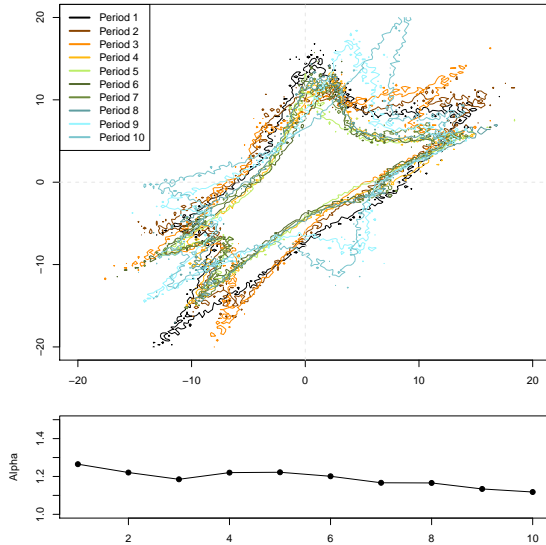 20
10
0
−10
−20
Period 1
Period 2
Period 3
Period 4
Period 5
Period 6
Period 7
Period 8
Period 9
Period 10
−20 −10 0 10 20
Alpha
1.4
1.2
1.0
2 4 6 8 10